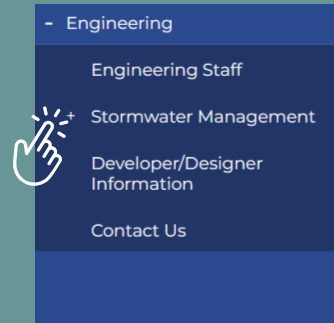 - Engineering
Engineering Staff
+ Stormwater Management
Developer/Designer
Information
Contact Us